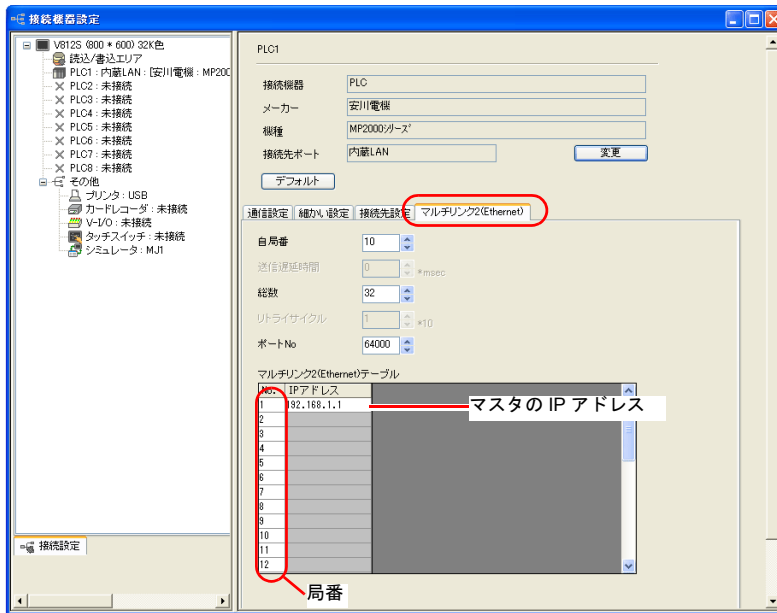 接続機器設定
V812S (800 * 600) 32K色
読込/書込エリア
PLC1 : 内蔵LAN : [安川電機 : MP200
PLC2 : 未接続
PLC3 : 未接続
PLC4 : 未接続
PLC5 : 未接続
PLC6 : 未接続
PLC7 : 未接続
PLC8 : 未接続
その他
プリンタ : USB
カードレコーダ : 未接続
V-I/O : 未接続
タッチスイッチ : 未接続
シミュレータ : MJ1
接続設定
PLC1
接続機器 PLC
メーカー 安川電機
機種 MP2000ｼﾘｰｽﾞ
接続先ポート 内蔵LAN 変更
デフォルト
通信設定 細かい設定 接続先設定 マルチリンク2(Ethernet)
自局番 10
送信遅延時間 0 *msec
総数 32
リトライサイクル 1 *10
ポートNo 64000
マルチリンク2(Ethernet)テーブル
No. IPアドレス
1 192.168.1.1 マスタの IP アドレス
2
3
4
5
6
7
8
9
10
11
12
局番